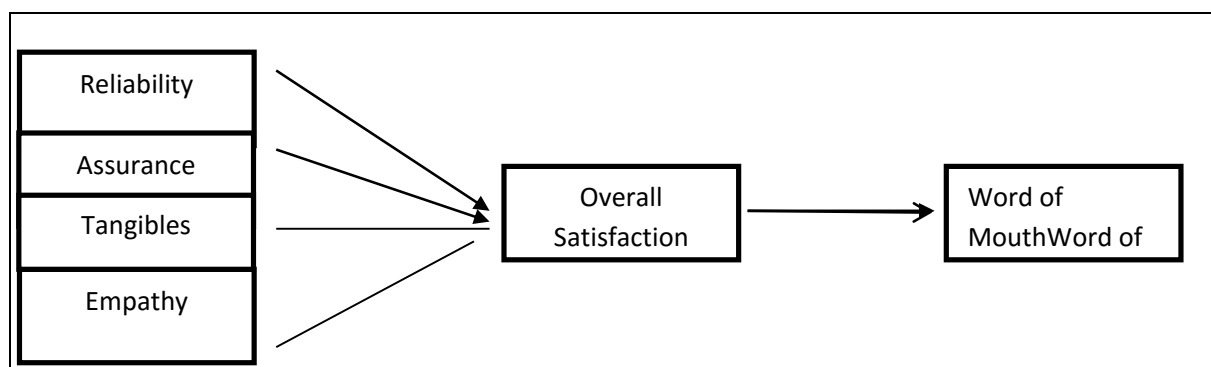 Reliability
Assurance
Tangibles
Empathy
Overall
Satisfaction
Word of
MouthWord of